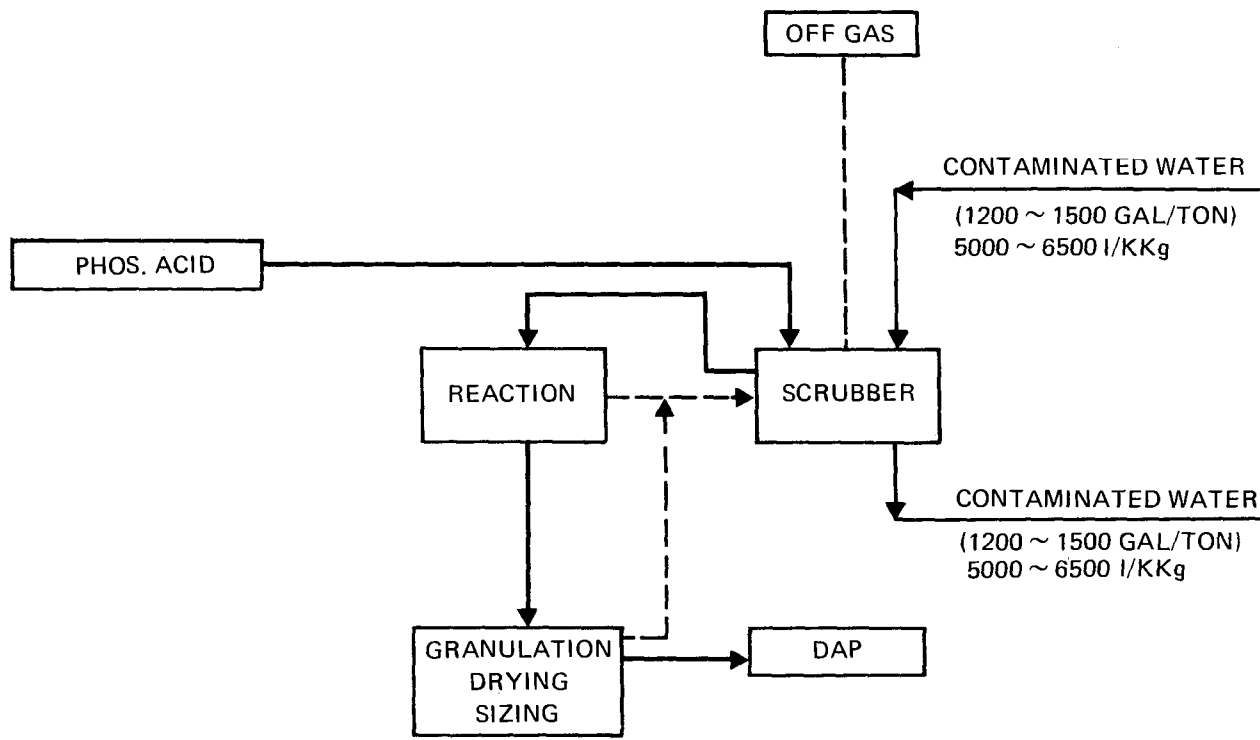 OFF GAS
CONTAMINATED WATER
(1200 ~ 1500 GAL/TON)
5000 ~ 6500 l/KKg
PHOS. ACID
REACTION
SCRUBBER
CONTAMINATED WATER
(1200 ~ 1500 GAL/TON)
5000 ~ 6500 l/KKg
GRANULATION
DRYING
SIZING
DAP